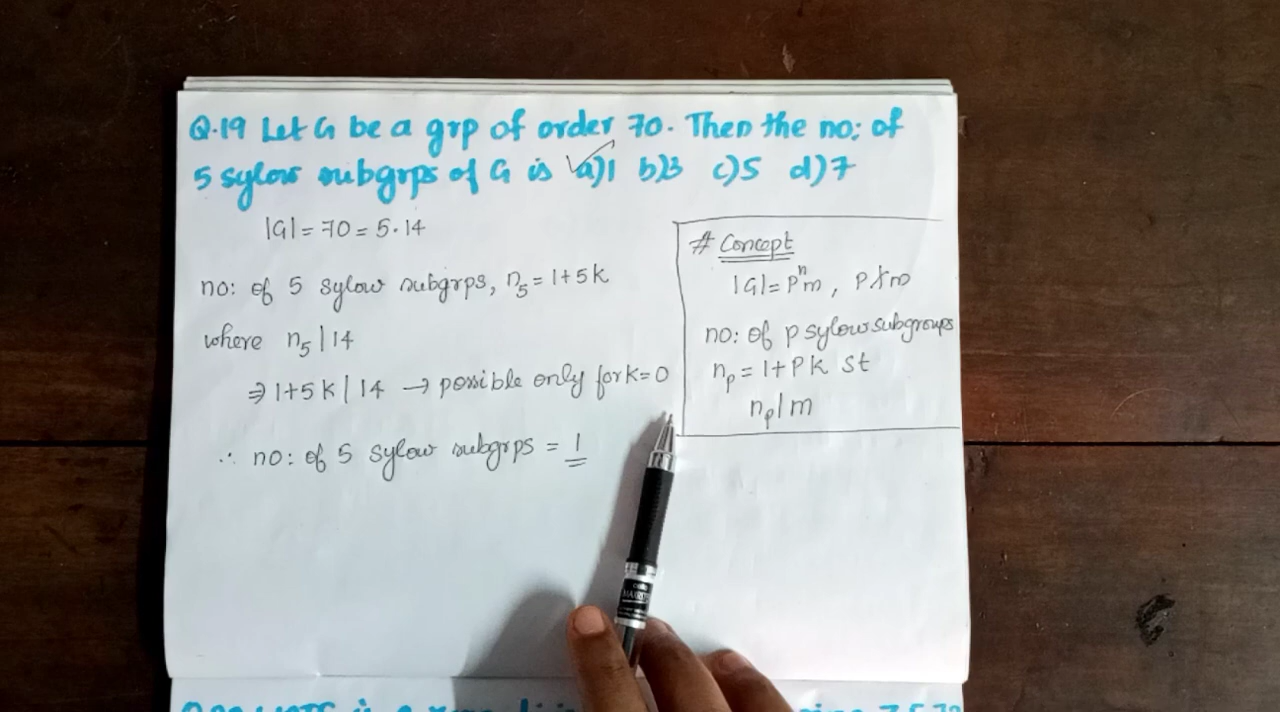 Q.19 Let G be a grp of order 70. Then the no: of
5 sylow subgrps of G is a)1 b)3 c)5 d)7
|G| = 70 = 5.14
no: of 5 sylow subgrps, n₅ = 1+5k
where n₅ | 14
⇒ 1+5k | 14 → possible only for k=0
∴ no: of 5 sylow subgrps = 1
# Concept
|G| = pⁿm, p∤m
no: of p sylow subgroups
nₚ = 1+pk st
nₚ | m